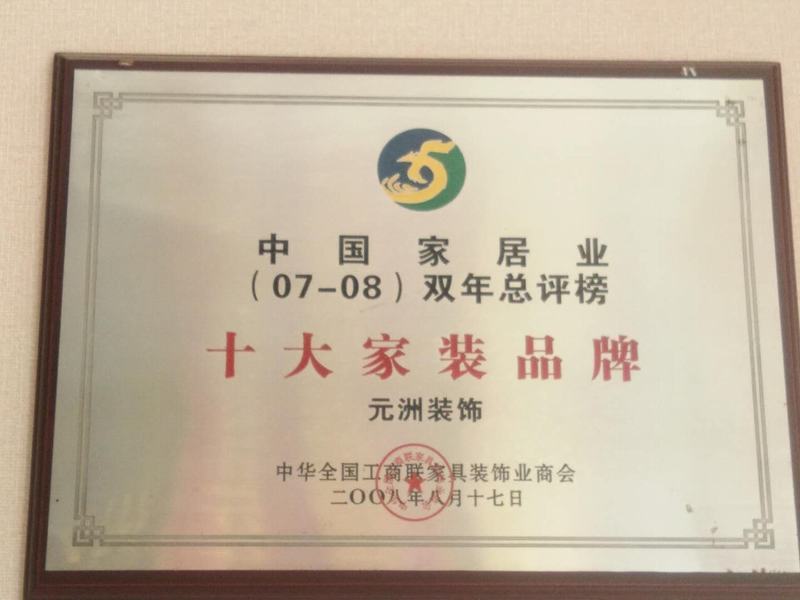 中国家居业
(07-08)双年总评榜
十大家装品牌
元洲装饰
中华全国工商联家具装饰业商会
二〇〇八年八月十七日